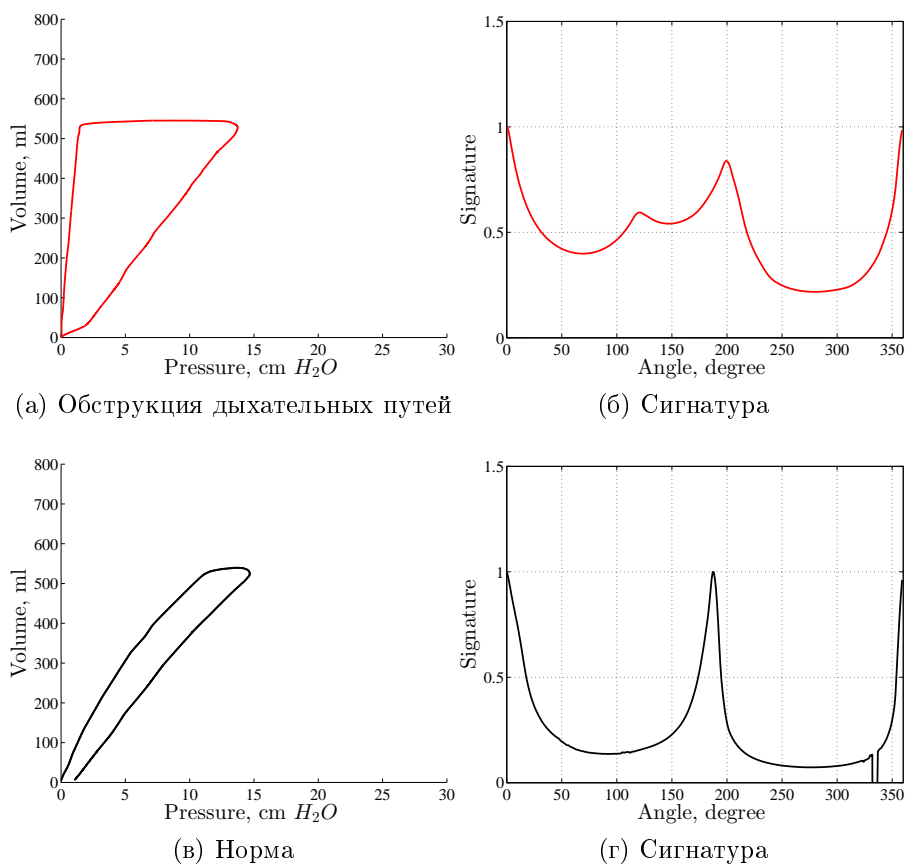 800
700
600
500
400
300
200
100
0
Volume, ml
0 5 10 15 20 25 30
Pressure, cm H₂O
(а) Обструкция дыхательных путей
1.5
1
0.5
0
Signature
0 50 100 150 200 250 300 350
Angle, degree
(б) Сигнатура
800
700
600
500
400
300
200
100
0
Volume, ml
0 5 10 15 20 25 30
Pressure, cm H₂O
(в) Норма
1.5
1
0.5
0
Signature
0 50 100 150 200 250 300 350
Angle, degree
(г) Сигнатура